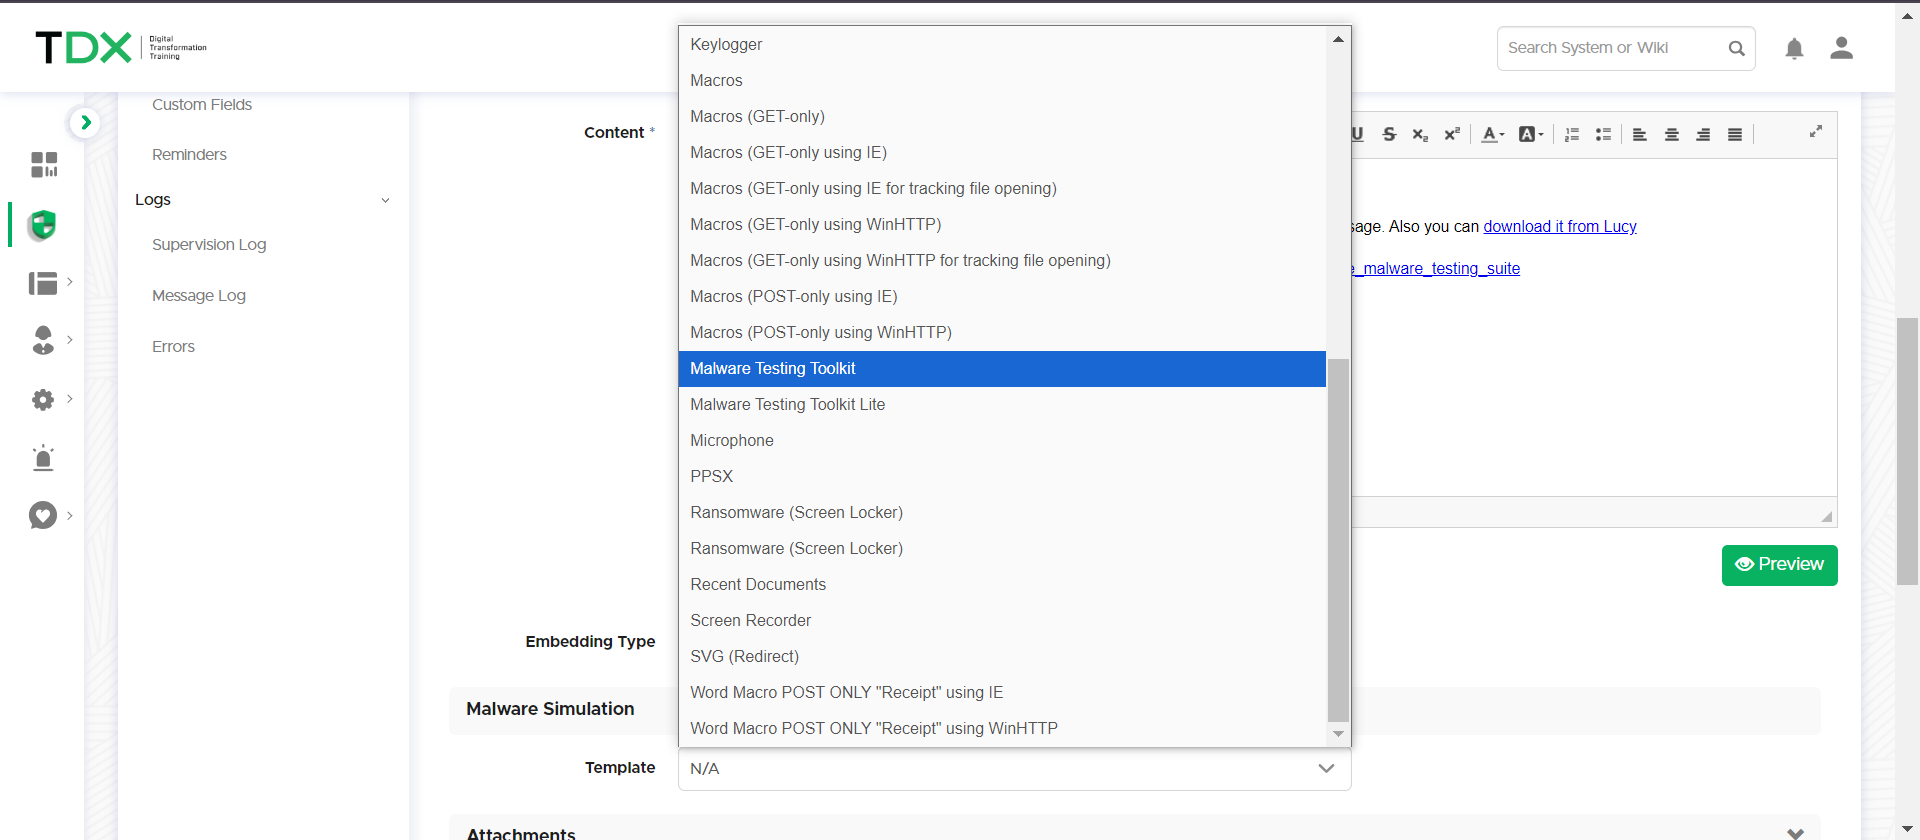 TDX
Digital
Transformation
Training
Search System or Wiki
Custom Fields
Reminders
Logs
Supervision Log
Message Log
Errors
Content *
Keylogger
Macros
Macros (GET-only)
Macros (GET-only using IE)
Macros (GET-only using IE for tracking file opening)
Macros (GET-only using WinHTTP)
Macros (GET-only using WinHTTP for tracking file opening)
Macros (POST-only using IE)
Macros (POST-only using WinHTTP)
Malware Testing Toolkit
Malware Testing Toolkit Lite
Microphone
PPSX
Ransomware (Screen Locker)
Ransomware (Screen Locker)
Recent Documents
Screen Recorder
SVG (Redirect)
Word Macro POST ONLY "Receipt" using IE
Word Macro POST ONLY "Receipt" using WinHTTP
sage. Also you can download it from Lucy
e_malware_testing_suite
Preview
Embedding Type
Malware Simulation
Template
N/A
Attachments